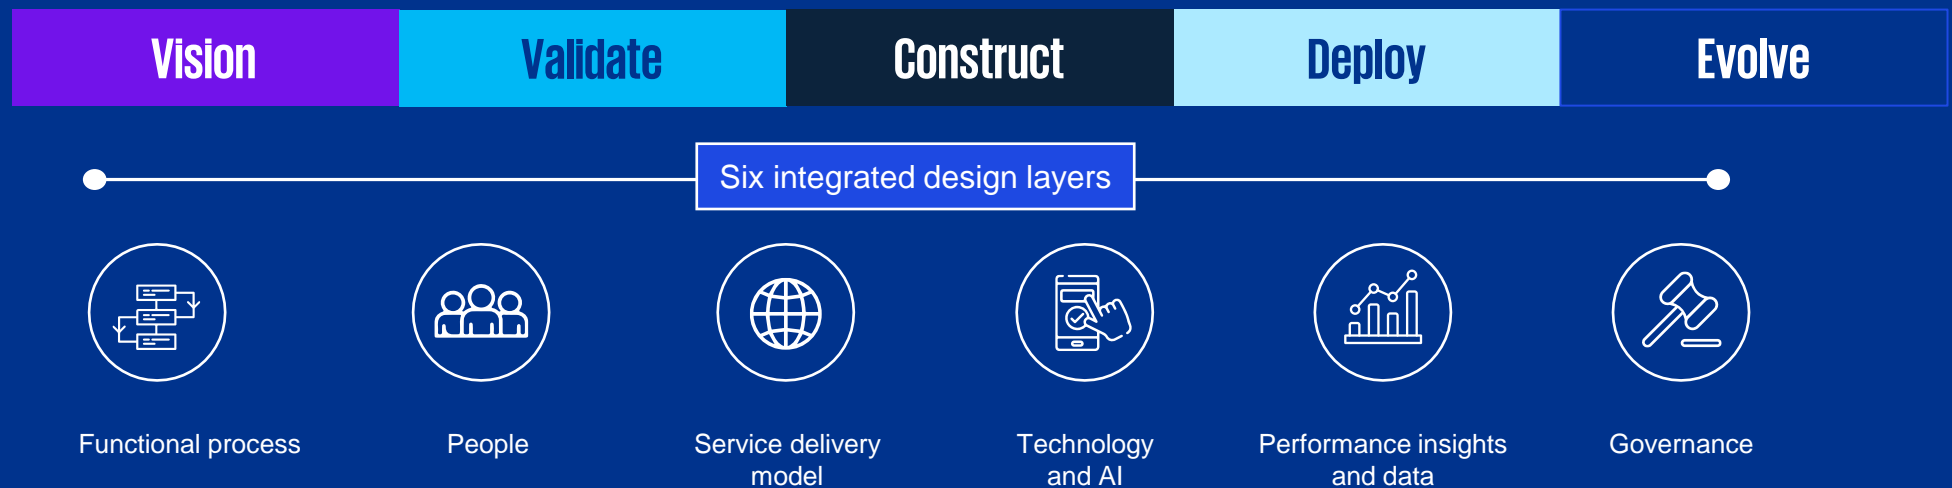 Vision
Validate
Construct
Deploy
Evolve
Six integrated design layers
Functional process
People
Service delivery
model
Technology
and AI
Performance insights
and data
Governance